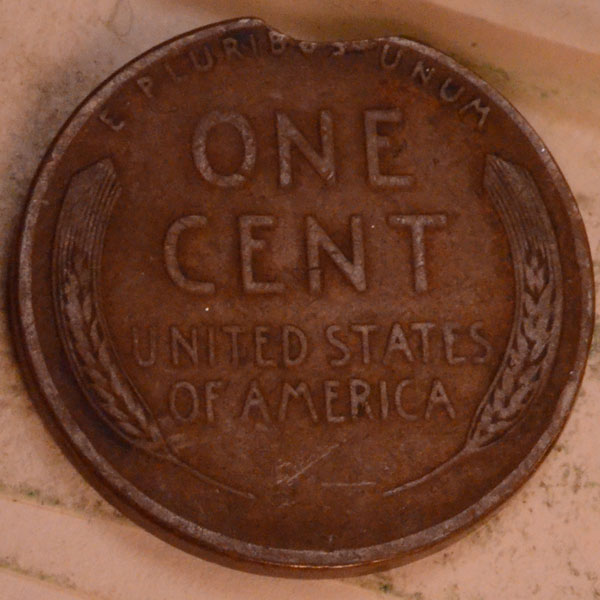 E PLURIBUS UNUM
ONE
CENT
UNITED STATES
OF AMERICA